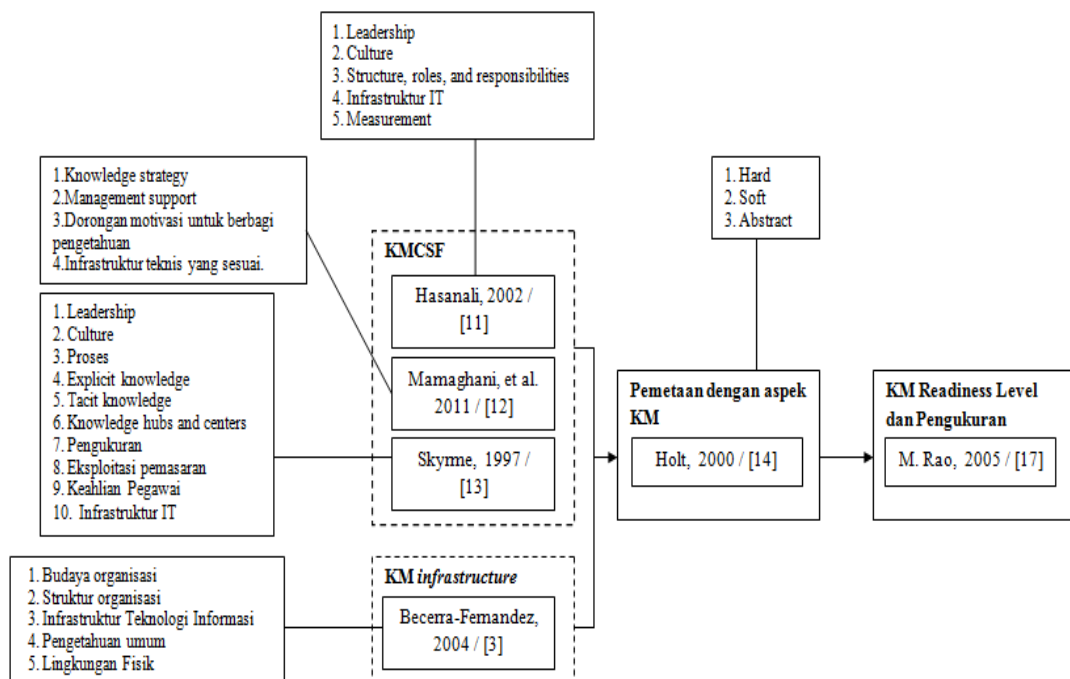 1. Leadership
2. Culture
3. Structure, roles, and responsibilities
4. Infrastruktur IT
5. Measurement
1.Knowledge strategy
2.Management support
3.Dorongan motivasi untuk berbagi
pengetahuan
4.Infrastruktur teknis yang sesuai.
1. Hard
2. Soft
3. Abstract
KMCSF
Hasanali, 2002 /
[11]
Mamaghani, et al.
2011 / [12]
Skyrme, 1997 /
[13]
1. Leadership
2. Culture
3. Proses
4. Explicit knowledge
5. Tacit knowledge
6. Knowledge hubs and centers
7. Pengukuran
8. Eksploitasi pemasaran
9. Keahlian Pegawai
10. Infrastruktur IT
Pemetaan dengan aspek
KM
Holt, 2000 / [14]
KM Readiness Level
dan Pengukuran
M. Rao, 2005 / [17]
1. Budaya organisasi
2. Struktur organisasi
3. Infrastruktur Teknologi Informasi
4. Pengetahuan umum
5. Lingkungan Fisik
KM infrastructure
Becerra-Fernandez,
2004 / [3]